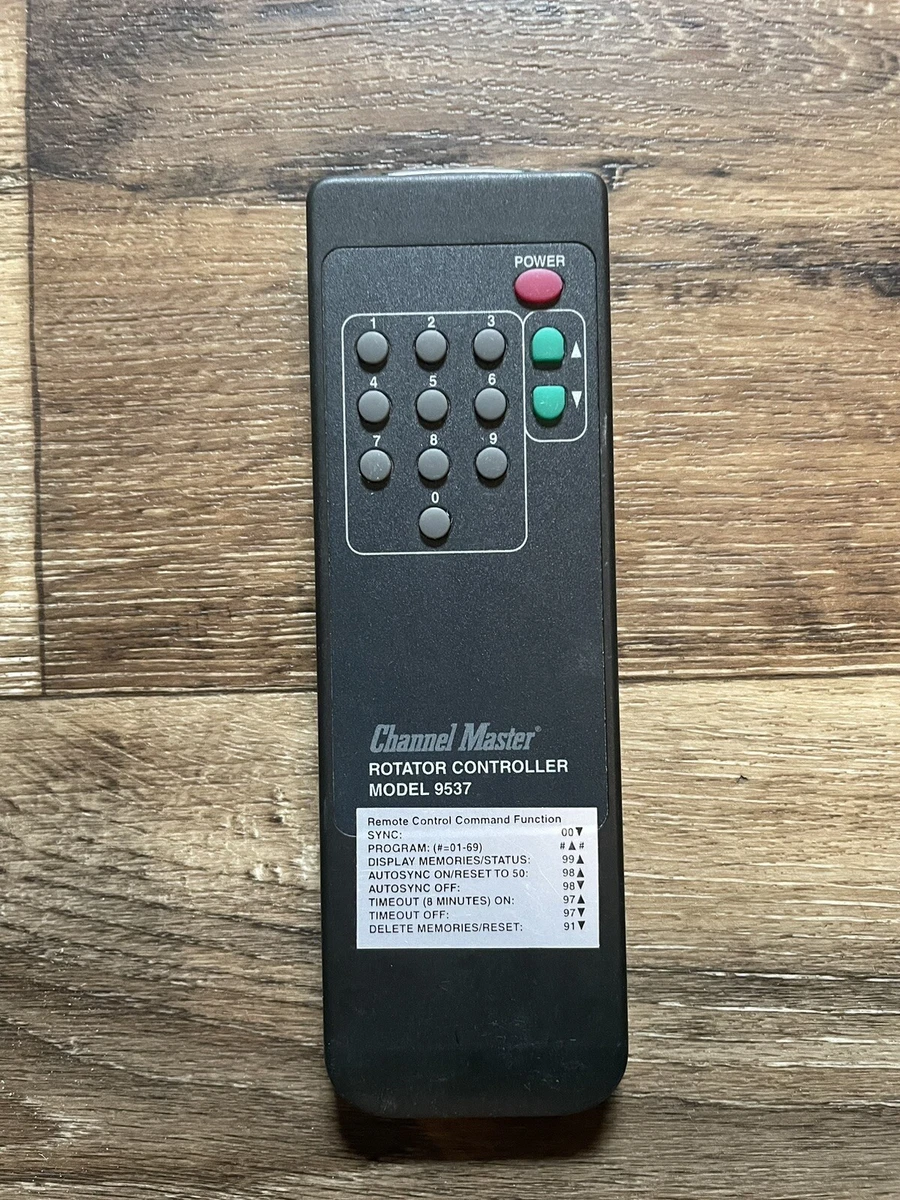 POWER
1 2 3 ▲
4 5 6 ▼
7 8 9
0
Channel Master®
ROTATOR CONTROLLER
MODEL 9537
Remote Control Command Function
SYNC: 00▼
PROGRAM: (#=01-69) #▲#
DISPLAY MEMORIES/STATUS: 99▲
AUTOSYNC ON/RESET TO 50: 98▲
AUTOSYNC OFF: 98▼
TIMEOUT (8 MINUTES) ON: 97▲
TIMEOUT OFF: 97▼
DELETE MEMORIES/RESET: 91▼